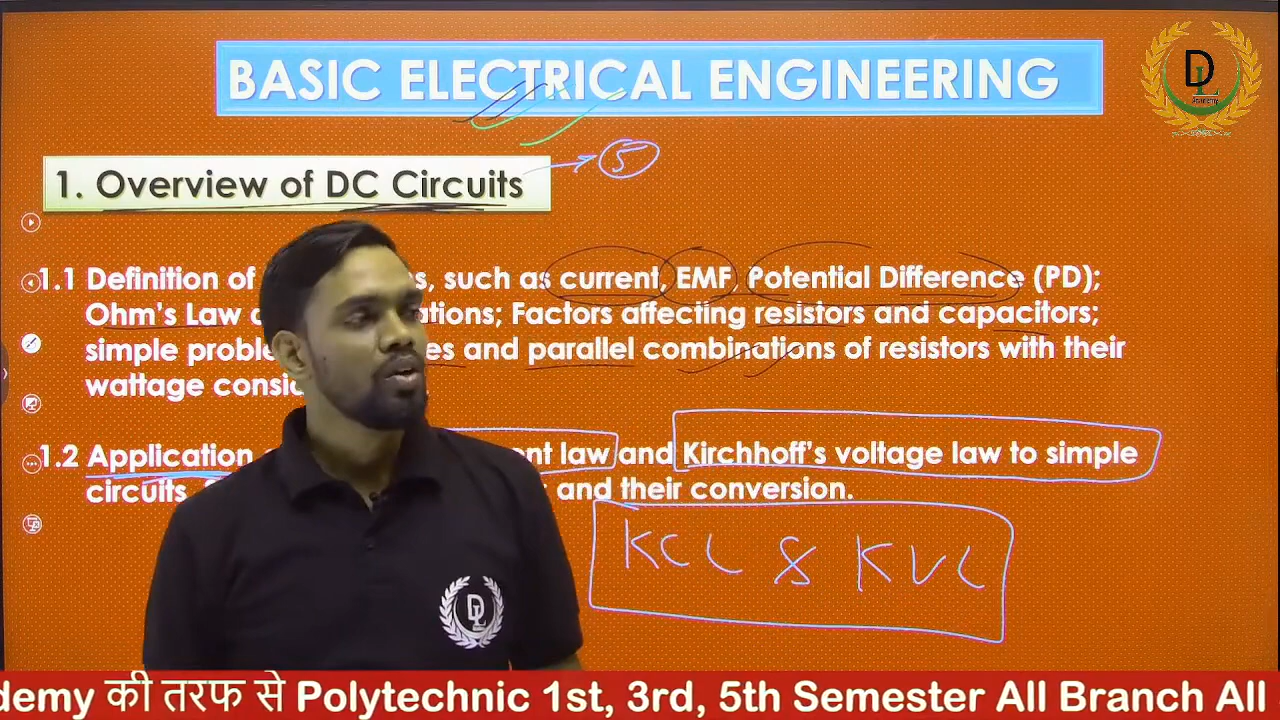 BASIC ELECTRICAL ENGINEERING
D
L
Academy
5
1. Overview of DC Circuits
1.1 Definition of s, such as current, EMF, Potential Difference (PD);
Ohm's Law ations; Factors affecting resistors and capacitors;
simple proble es and parallel combinations of resistors with their
wattage consid
1.2 Application nt law and Kirchhoff's voltage law to simple
circuits and their conversion.
KCL & KVL
DL
demy की तरफ से Polytechnic 1st, 3rd, 5th Semester All Branch All